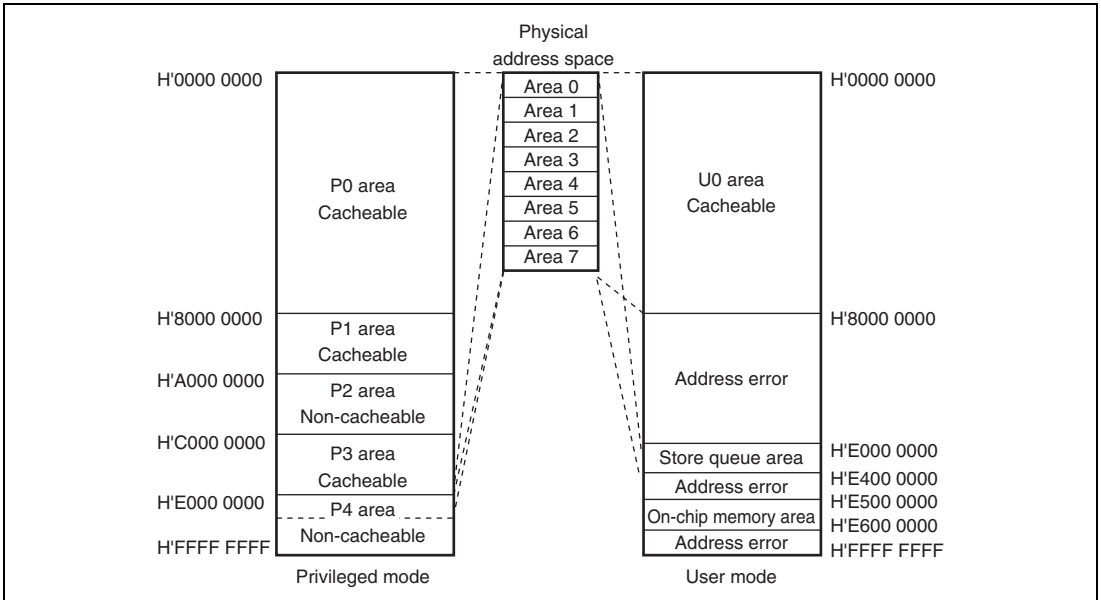 Physical
address space
H'0000 0000
Area 0
Area 1
Area 2
Area 3
Area 4
Area 5
Area 6
Area 7
H'0000 0000
P0 area
Cacheable
U0 area
Cacheable
H'8000 0000
P1 area
Cacheable
H'A000 0000
P2 area
Non-cacheable
H'C000 0000
P3 area
Cacheable
H'E000 0000
P4 area
Non-cacheable
H'FFFF FFFF
Privileged mode
H'8000 0000
Address error
Store queue area
H'E000 0000
Address error
H'E400 0000
On-chip memory area
H'E500 0000
Address error
H'E600 0000
H'FFFF FFFF
User mode